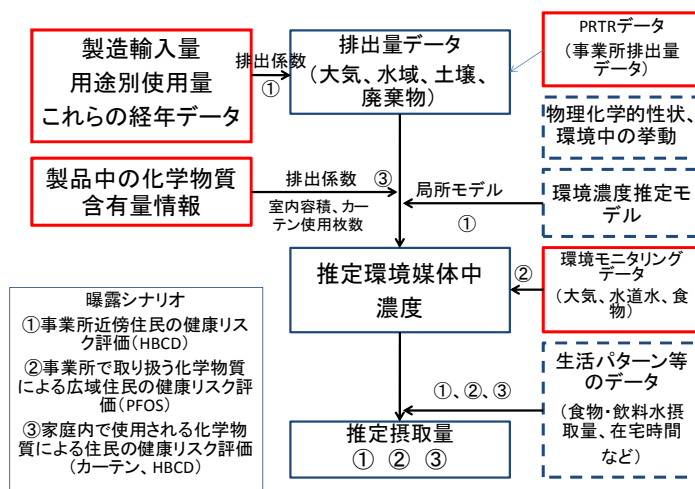 製造輸入量
用途別使用量
これらの経年データ
排出係数
①
排出量データ
(大気、水域、土壌、
廃棄物)
PRTRデータ
(事業所排出量
データ)
物理化学的性状、
環境中の挙動
製品中の化学物質
含有量情報
排出係数
③
室内容積、カー
テン使用枚数
局所モデル
①
環境濃度推定モ
デル
推定環境媒体中
濃度
②
環境モニタリング
データ
(大気、水道水、食
物)
曝露シナリオ
①事業所近傍住民の健康リス
ク評価(HBCD)
②事業所で取り扱う化学物質
による広域住民の健康リスク評
価(PFOS)
③家庭内で使用される化学物
質による住民の健康リスク評価
(カーテン、HBCD)
①、②、③
生活パターン等
のデータ
(食物・飲料水摂
取量、在宅時間
など)
推定摂取量
① ② ③